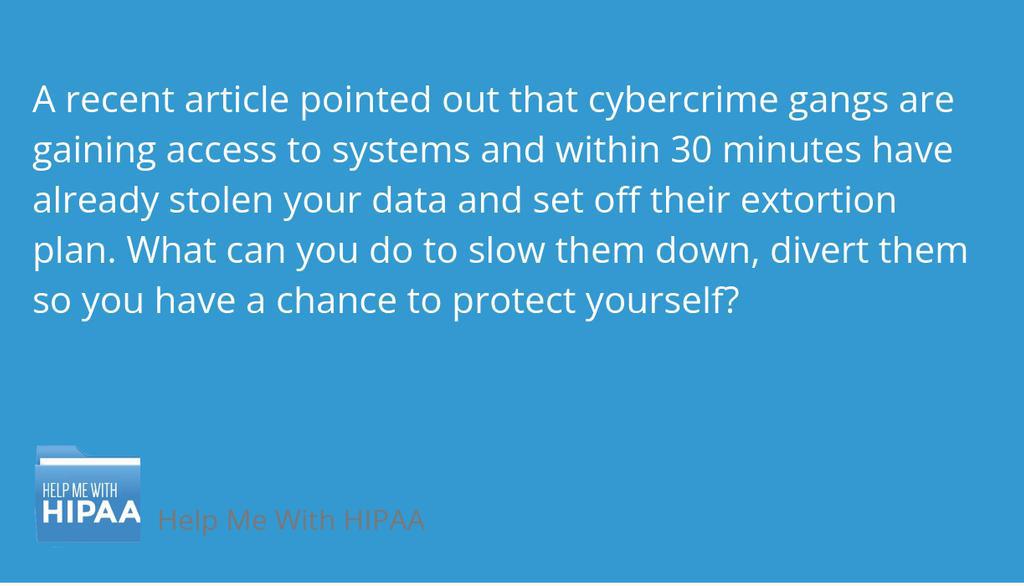 A recent article pointed out that cybercrime gangs are
gaining access to systems and within 30 minutes have
already stolen your data and set off their extortion
plan. What can you do to slow them down, divert them
so you have a chance to protect yourself?
HELP ME WITH
HIPAA
Help Me With HIPAA